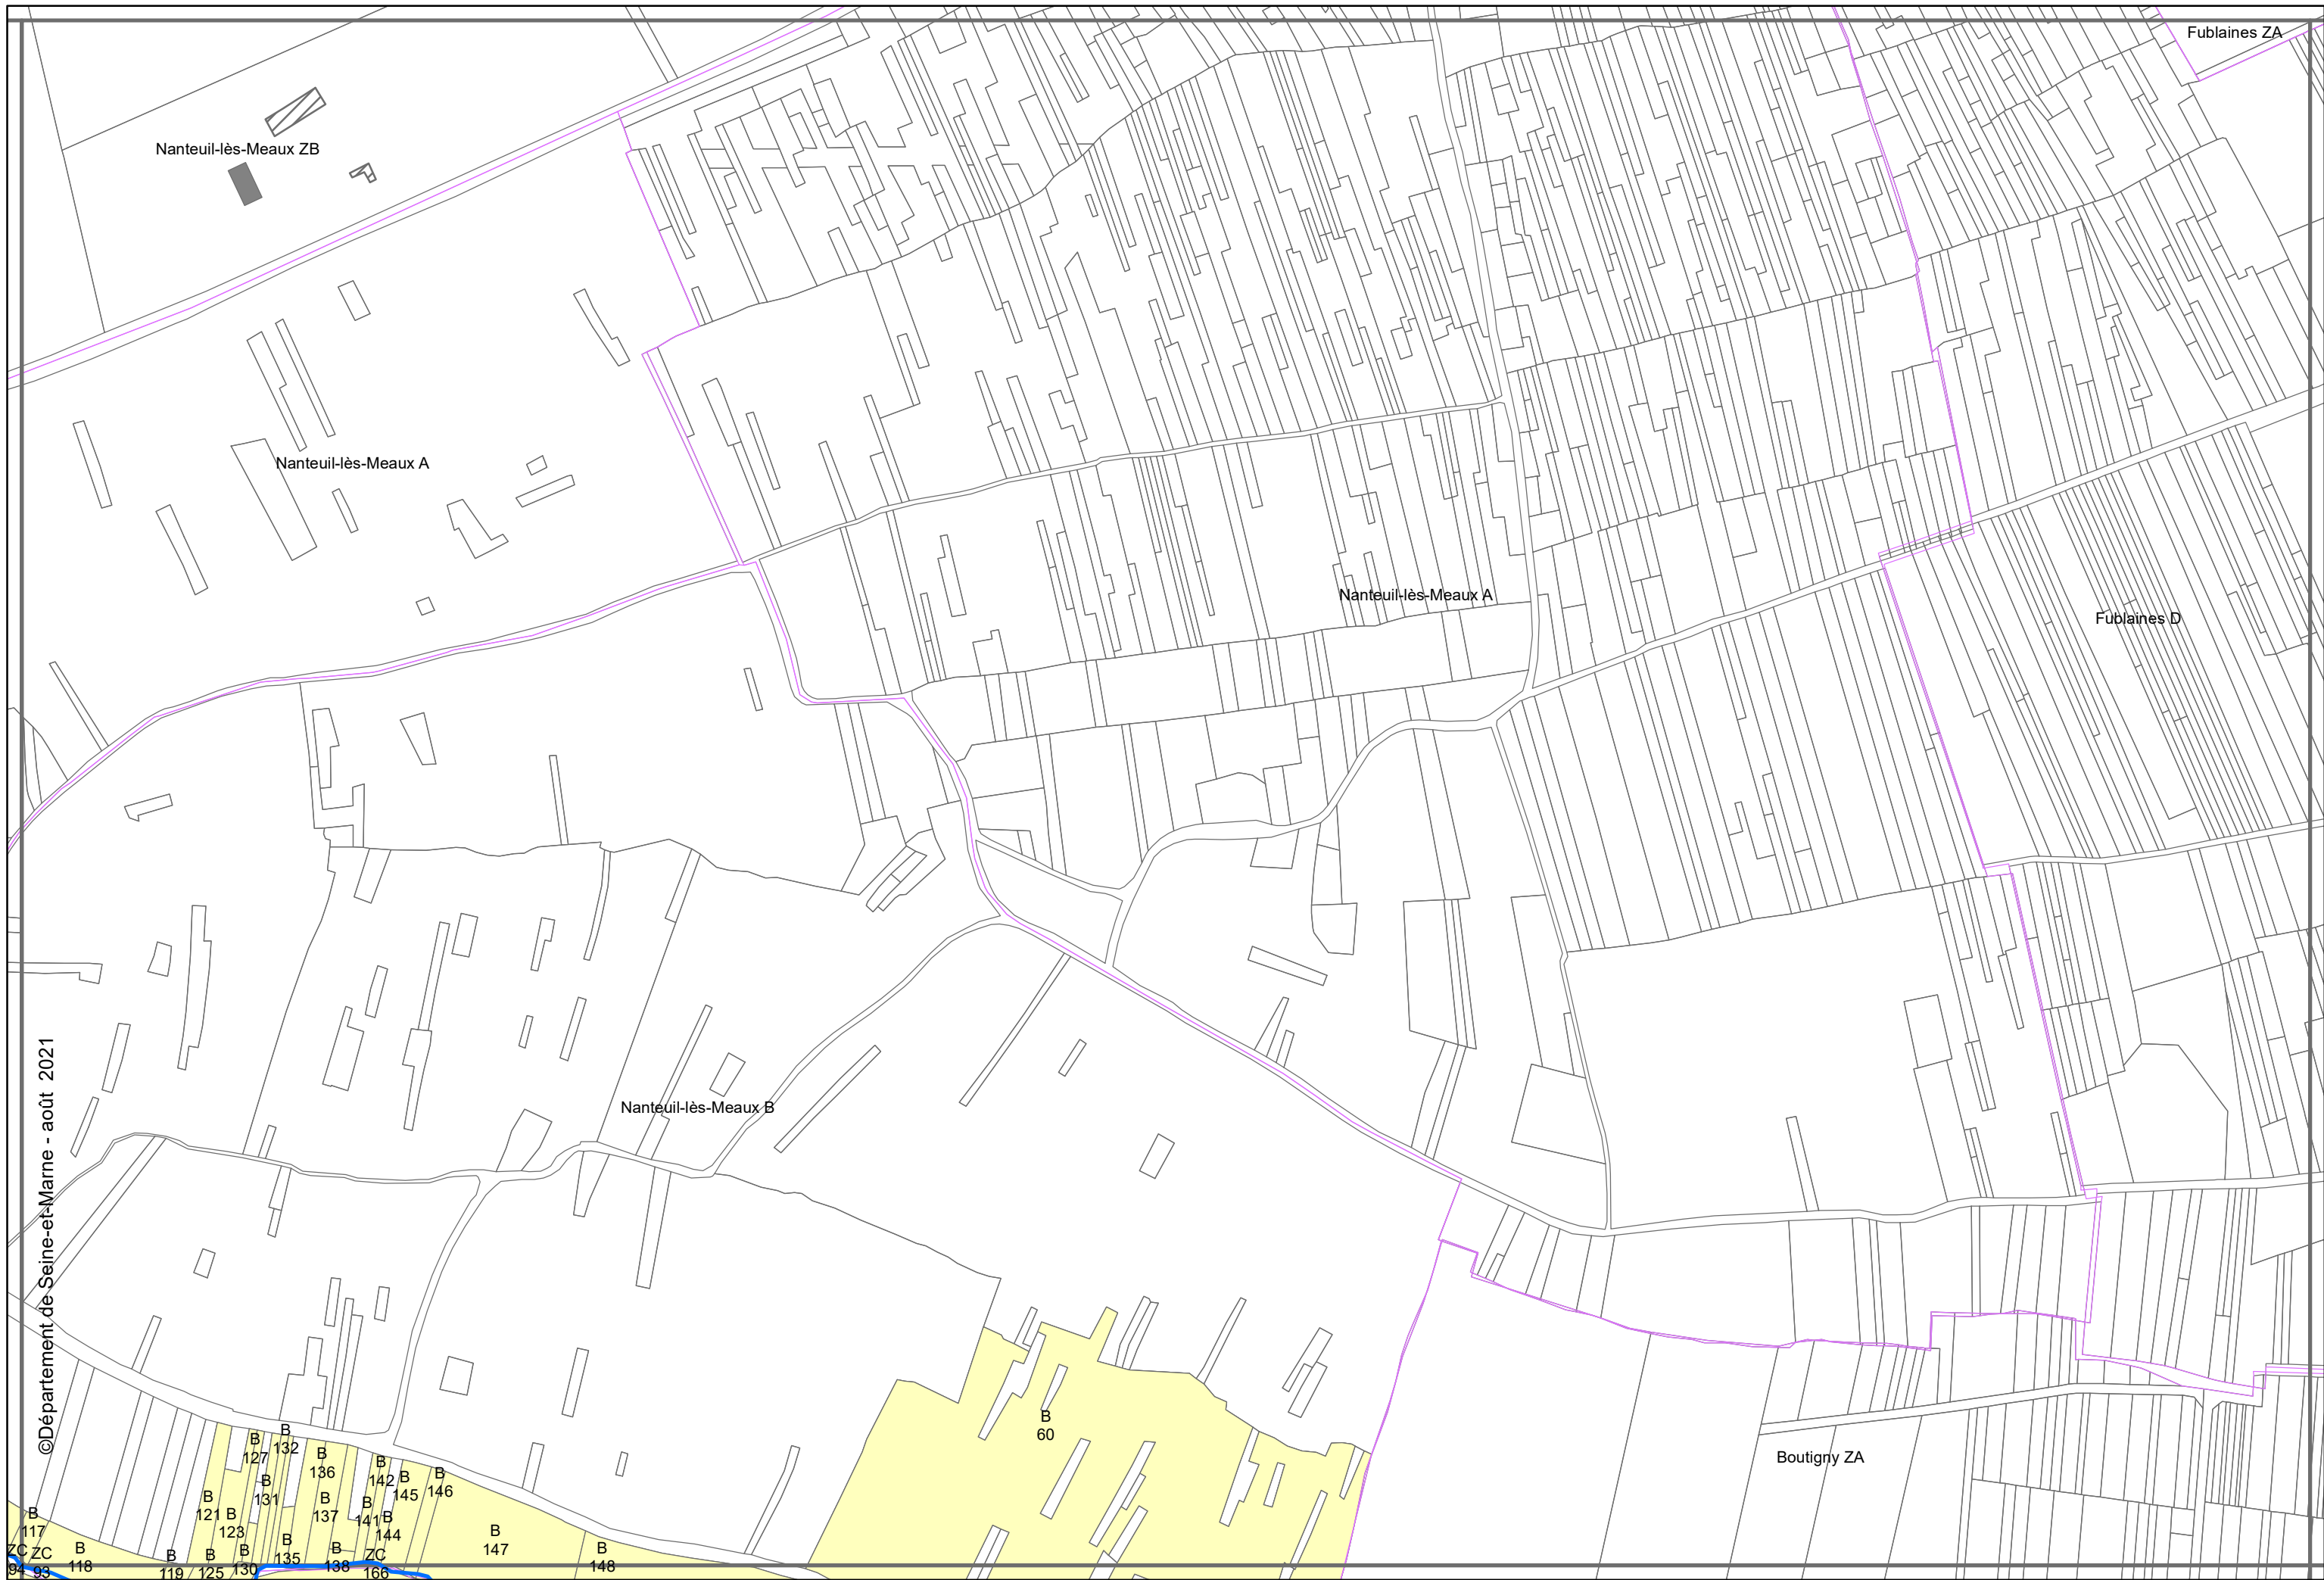 Fublaines ZA
Nanteuil-lès-Meaux ZB
Nanteuil-lès-Meaux A
Nanteuil-lès-Meaux A
Fublaines D
Nanteuil-lès-Meaux B
©Département de Seine-et-Marne - août 2021
B
60
Boutigny ZA
B
132
B
127
B
136
B
142
B
145
B
146
B
131
B
121
B
137
B
141
B
123
B
144
B
117
B
147
B
135
B
118
B
148
ZC
94
ZC
93
B
119
B
125
B
130
B
138
ZC
166